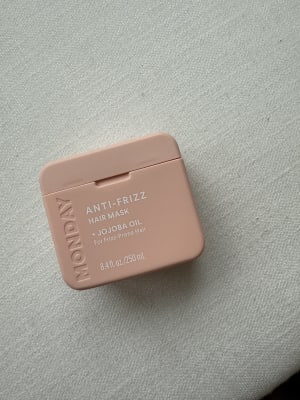 MONDAY
ANTI-FRIZZ
HAIR MASK
+ JOJOBA OIL
For Frizz-Prone Hair
8.4 fl. oz./250 mL